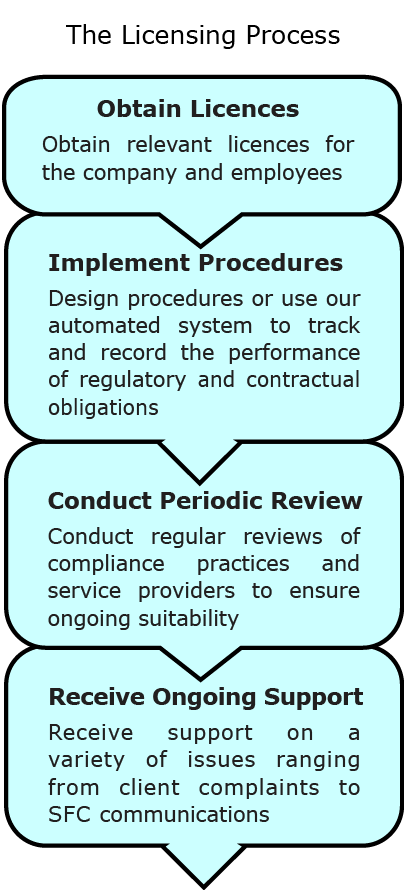 The Licensing Process
Obtain Licences
Obtain relevant licences for
the company and employees
Implement Procedures
Design procedures or use our
automated system to track
and record the performance
of regulatory and contractual
obligations
Conduct Periodic Review
Conduct regular reviews of
compliance practices and
service providers to ensure
ongoing suitability
Receive Ongoing Support
Receive support on a
variety of issues ranging
from client complaints to
SFC communications